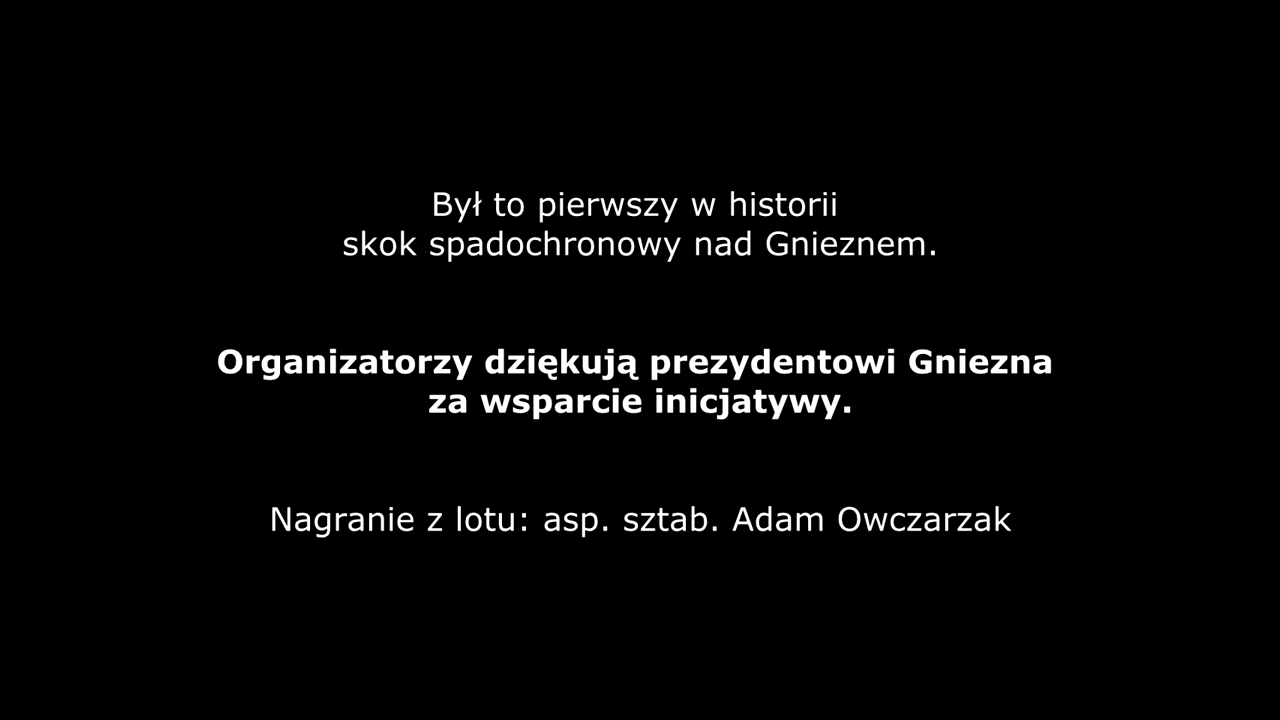 Był to pierwszy w historii
skok spadochronowy nad Gnieznem.
Organizatorzy dziękują prezydentowi Gniezna
za wsparcie inicjatywy.
Nagranie z lotu: asp. sztab. Adam Owczarzak